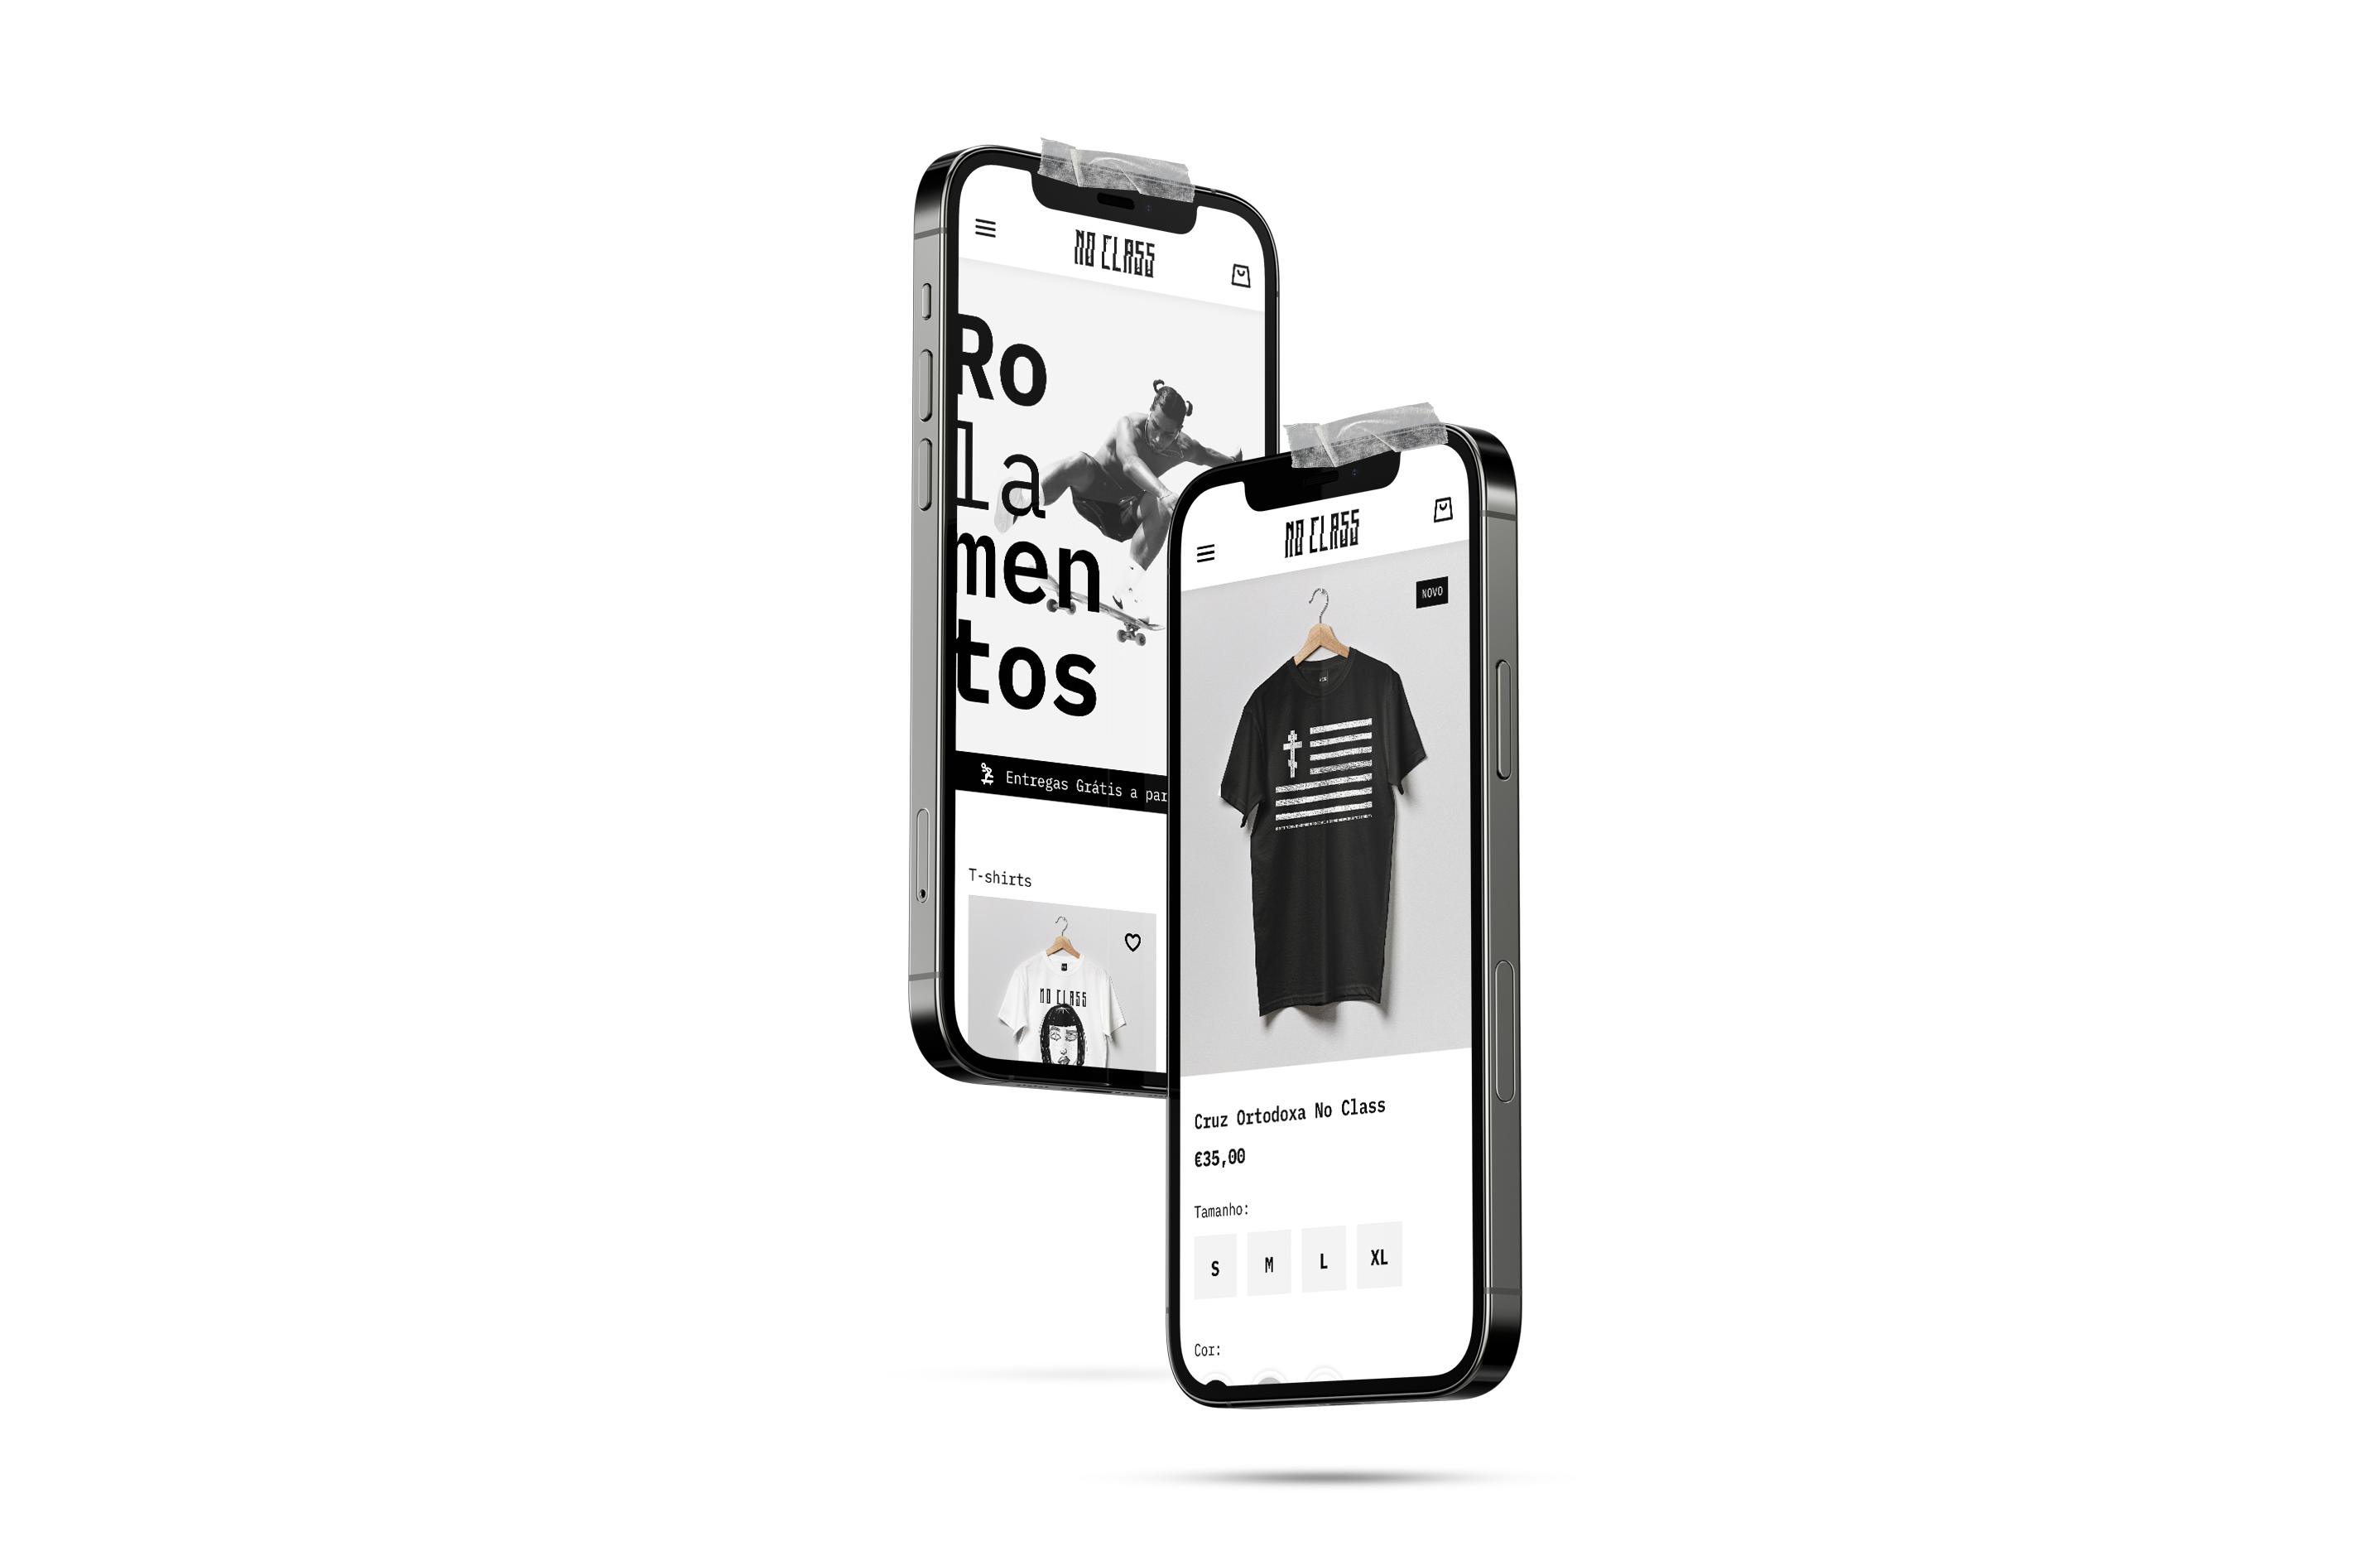 NO CLASS
Ro
la
men
tos
Entregas Grátis a par
T-shirts
NO CLASS
NO CLASS
NOVO
Cruz Ortodoxa No Class
€35,00
Tamanho:
S M L XL
Cor: